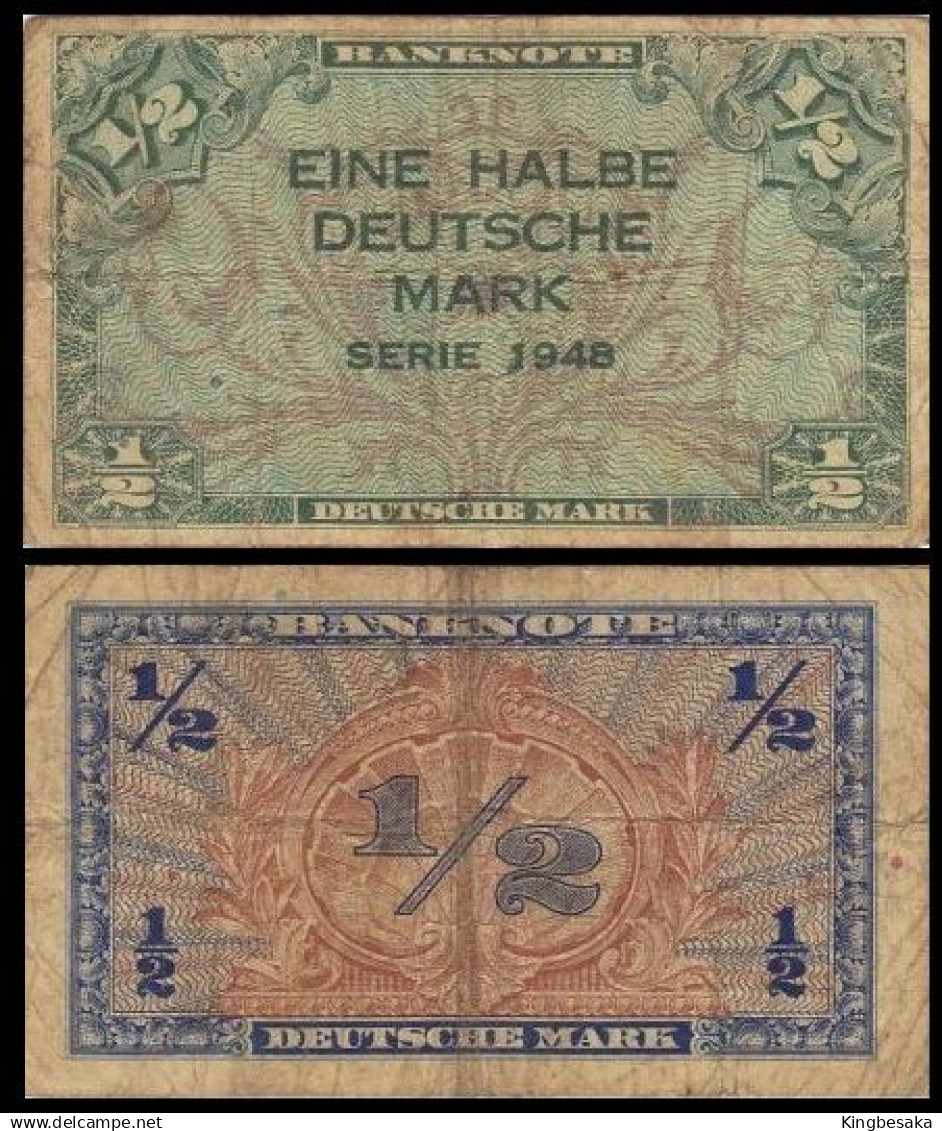 BANKNOTE
1/2
1/2
EINE HALBE
DEUTSCHE
MARK
SERIE 1948
1/2
1/2
DEUTSCHE MARK
BANKNOTE
1/2
1/2
1/2
1/2
1/2
DEUTSCHE MARK
delcampe.net
Kingbesaka